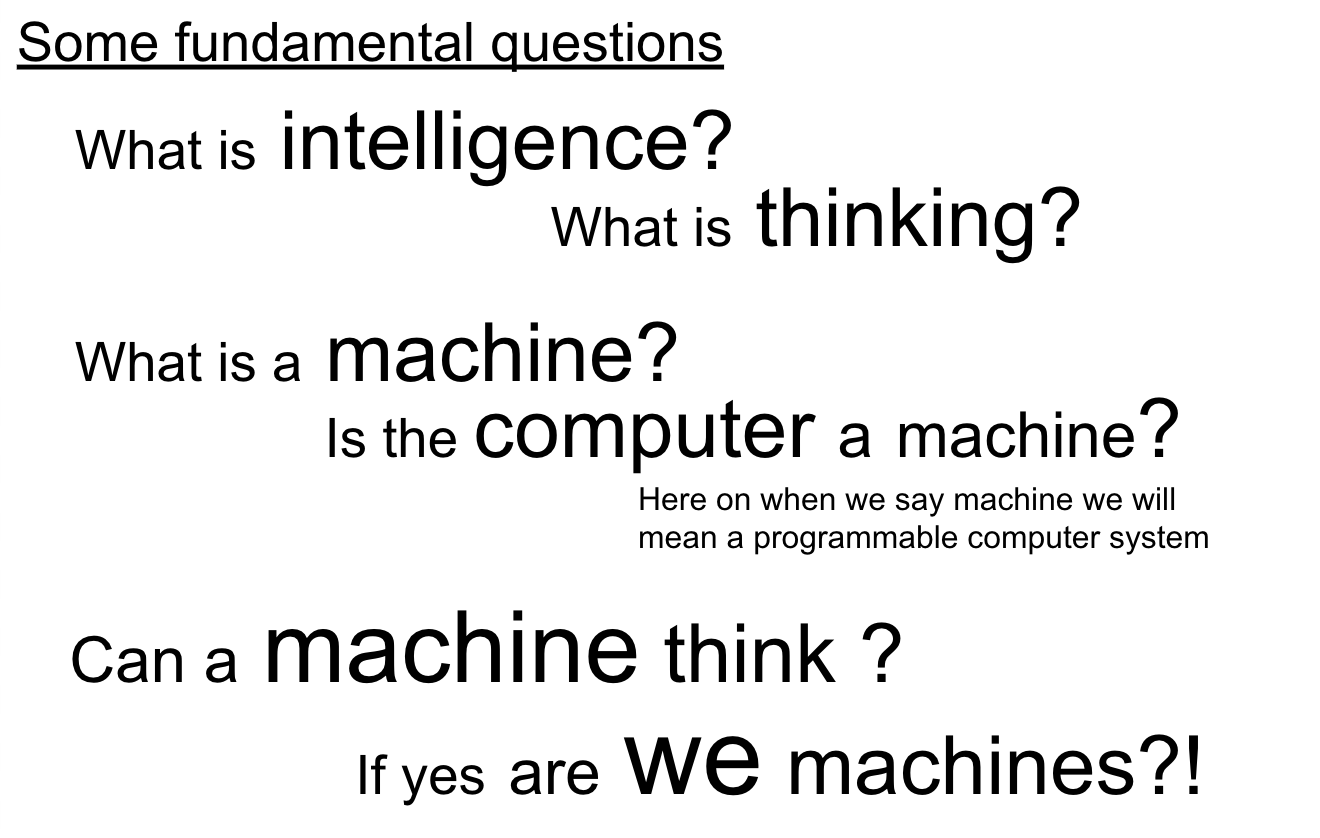 Some fundamental questions
What is intelligence?
What is thinking?
What is a machine?
Is the computer a machine?
Here on when we say machine we will
mean a programmable computer system
Can a machine think ?
If yes are we machines?!